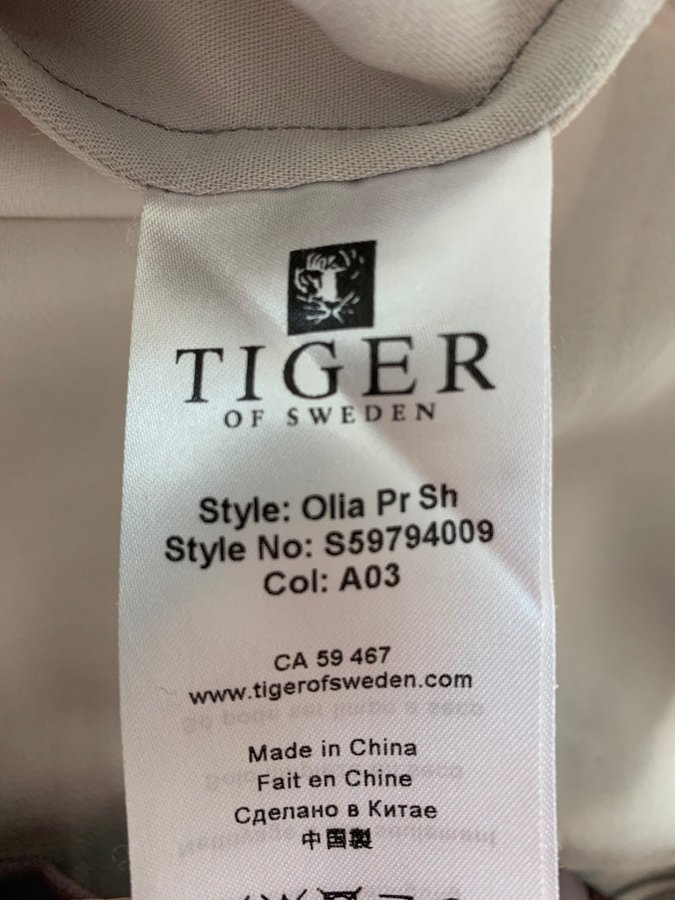 TIGER
OF SWEDEN
Style: Olia Pr Sh
Style No: S59794009
Col: A03
CA 59 467
www.tigerofsweden.com
Made in China
Fait en Chine
Сделано в Китае
中国製